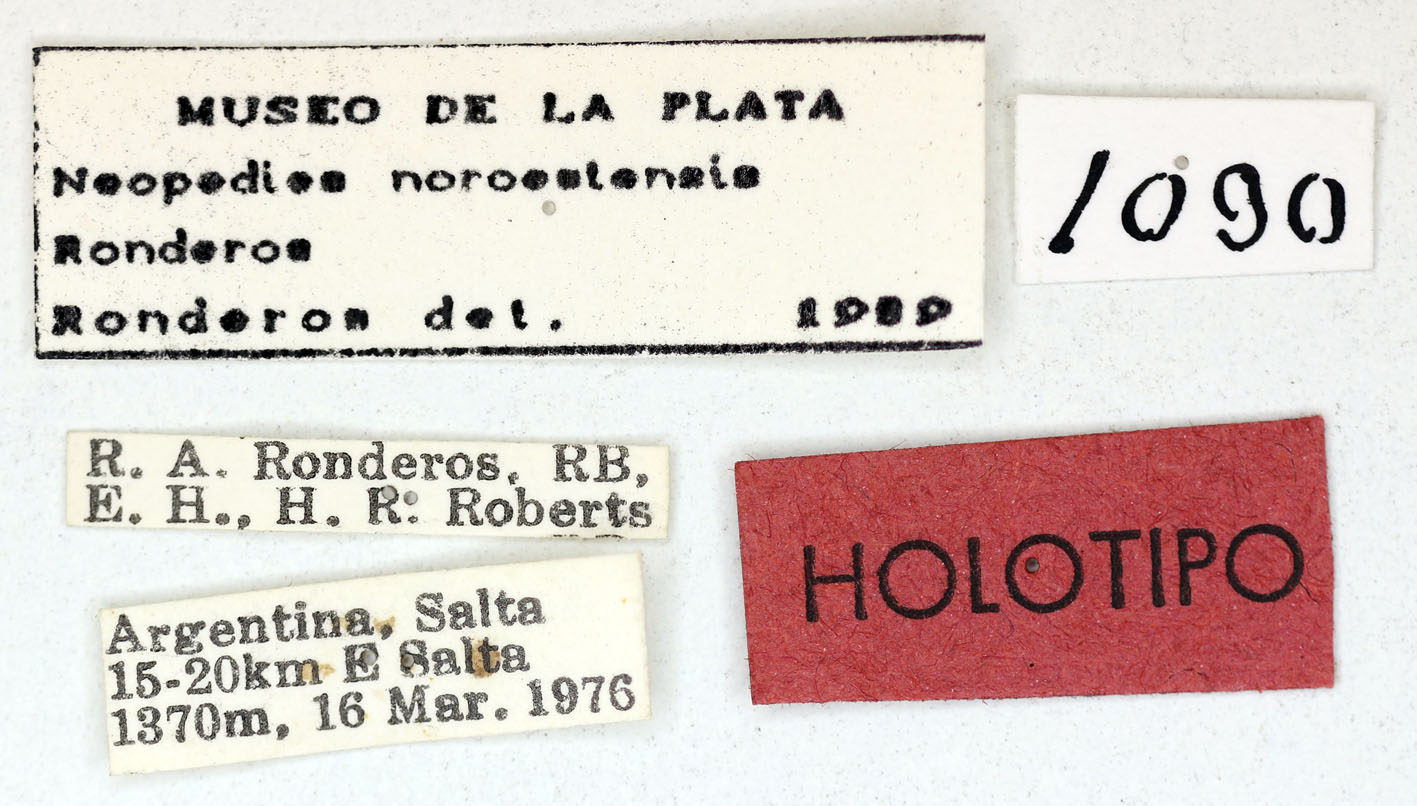 MUSEO DE LA PLATA
Neopedies noroestensis
Ronderos
Ronderos det. 1989
1090
R. A. Ronderos, RB,
E. H., H. R. Roberts
HOLOTIPO
Argentina, Salta
15-20km E Salta
1370m, 16 Mar. 1976